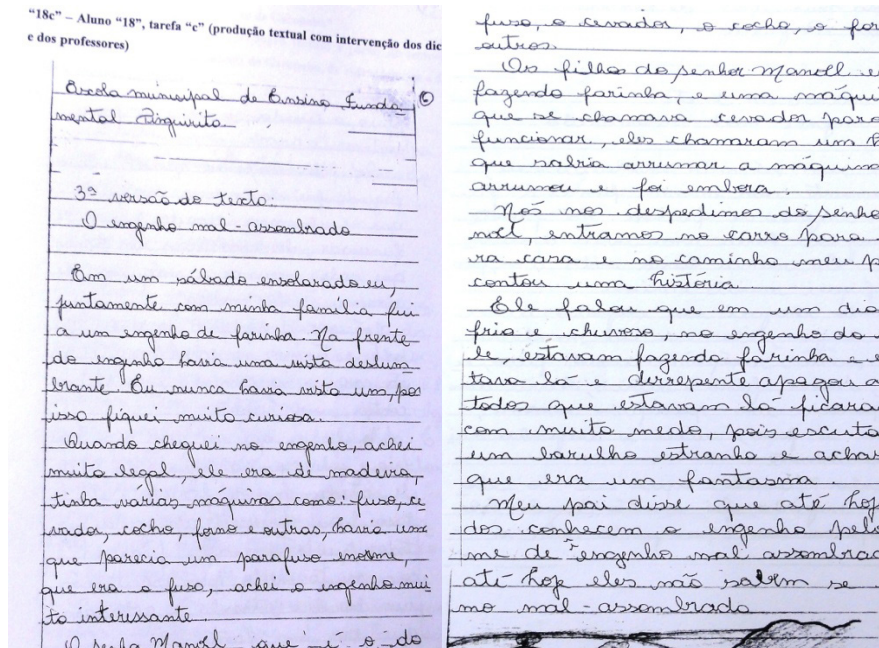 “18c” – Aluno “18”, tarefa “c” (produção textual com intervenção dos dic
e dos professores)
Escola municipal de Ensino Funda-
mental Pinguirito
3ª versão do texto:
O engenho mal-assombrado
Em um sábado ensolarado eu,
juntamente com minha família fui
a um engenho de farinha. Na frente
do engenho havia uma vista deslum
brante. Eu nunca havia visto um, por
isso fiquei muito curiosa.
Quando cheguei no engenho, achei
muito legal, ele era de madeira,
tinha várias máquinas como: fuso, ce
vador, cocho, forno e outras, havia uma
que parecia um parafuso enorme,
que era o fuso, achei o engenho mui
to interessante.
O senho Manoel que é o do
fuso, o cevador, o cocho, o for
outros.
Os filhos do senhor Manoel e
fazendo farinha, e uma máqui
que se chamava cevador paro
funcionar, eles chamaram um
que sabia arrumar a máquina
arrumou e foi embora.
Nós nos despedimos do senho
noel, entramos no carro para
ra casa e no caminho meu p
contou uma história.
Ele falou que em um dia
frio e chuvoso, no engenho do
le, estavam fazendo farinha e e
tava lá e derrepente apagou a
todos que estavam lá ficara
com muito medo, pois escuta
um barulho estranho e achar
que era um fantasma.
Meu pai disse que até hoje
dos conhecem o engenho pelo
me de "engenho mal assombrad
até hoje eles não sabem se
mo mal-assombrado